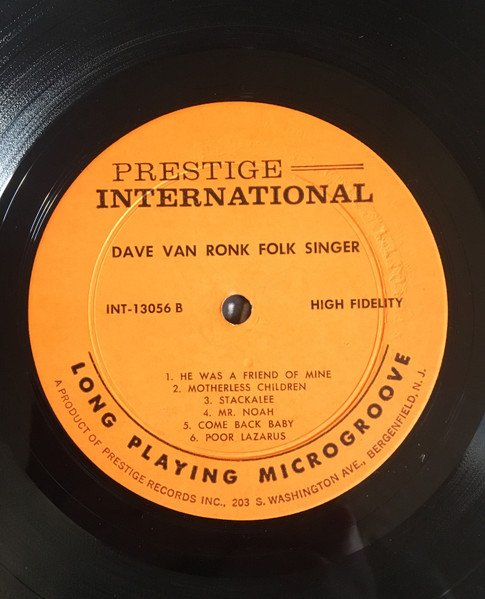 PRESTIGE
INTERNATIONAL
DAVE VAN RONK FOLK SINGER
INT-13056 B
HIGH FIDELITY
1. HE WAS A FRIEND OF MINE
2. MOTHERLESS CHILDREN
3. STACKALEE
4. MR. NOAH
5. COME BACK BABY
6. POOR LAZARUS
LONG PLAYING MICROGROOVE
A PRODUCT OF PRESTIGE RECORDS INC., 203 S. WASHINGTON AVE., BERGENFIELD, N. J.